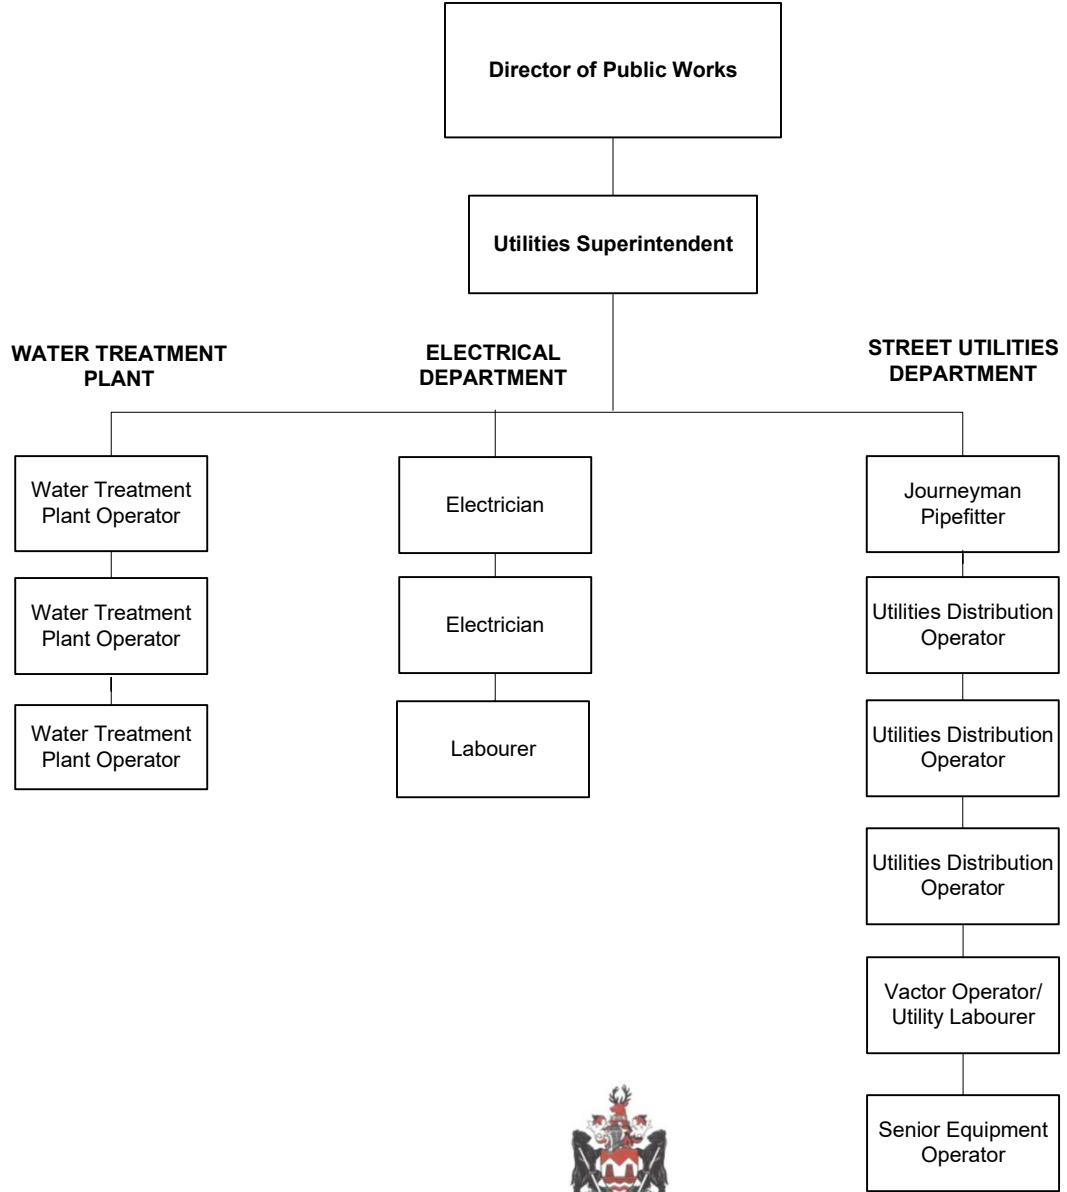 Director of Public Works
Utilities Superintendent
WATER TREATMENT
PLANT
ELECTRICAL
DEPARTMENT
STREET UTILITIES
DEPARTMENT
Water Treatment
Plant Operator
Water Treatment
Plant Operator
Water Treatment
Plant Operator
Electrician
Electrician
Labourer
Journeyman
Pipefitter
Utilities Distribution
Operator
Utilities Distribution
Operator
Utilities Distribution
Operator
Vactor Operator/
Utility Labourer
Senior Equipment
Operator